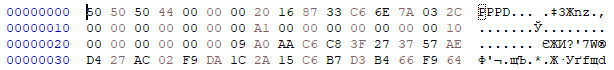 00000000 50 50 50 44 00 00 00 20 16 87 33 C6 6E 7A 03 2C PPPD... .‡3Жnz.,
00000010 00 00 00 00 00 00 00 A1 00 00 00 00 00 00 00 10 .......Ў........
00000020 00 00 00 00 00 00 09 A0 AA C6 C8 3F 27 37 57 AE ...... ЄЖИ?'7W®
00000030 D4 27 AC 02 F9 DA 1C 2A 15 C6 B7 D3 B4 66 F9 64 Ф'¬.щЪ.*.Ж·Уґfщd